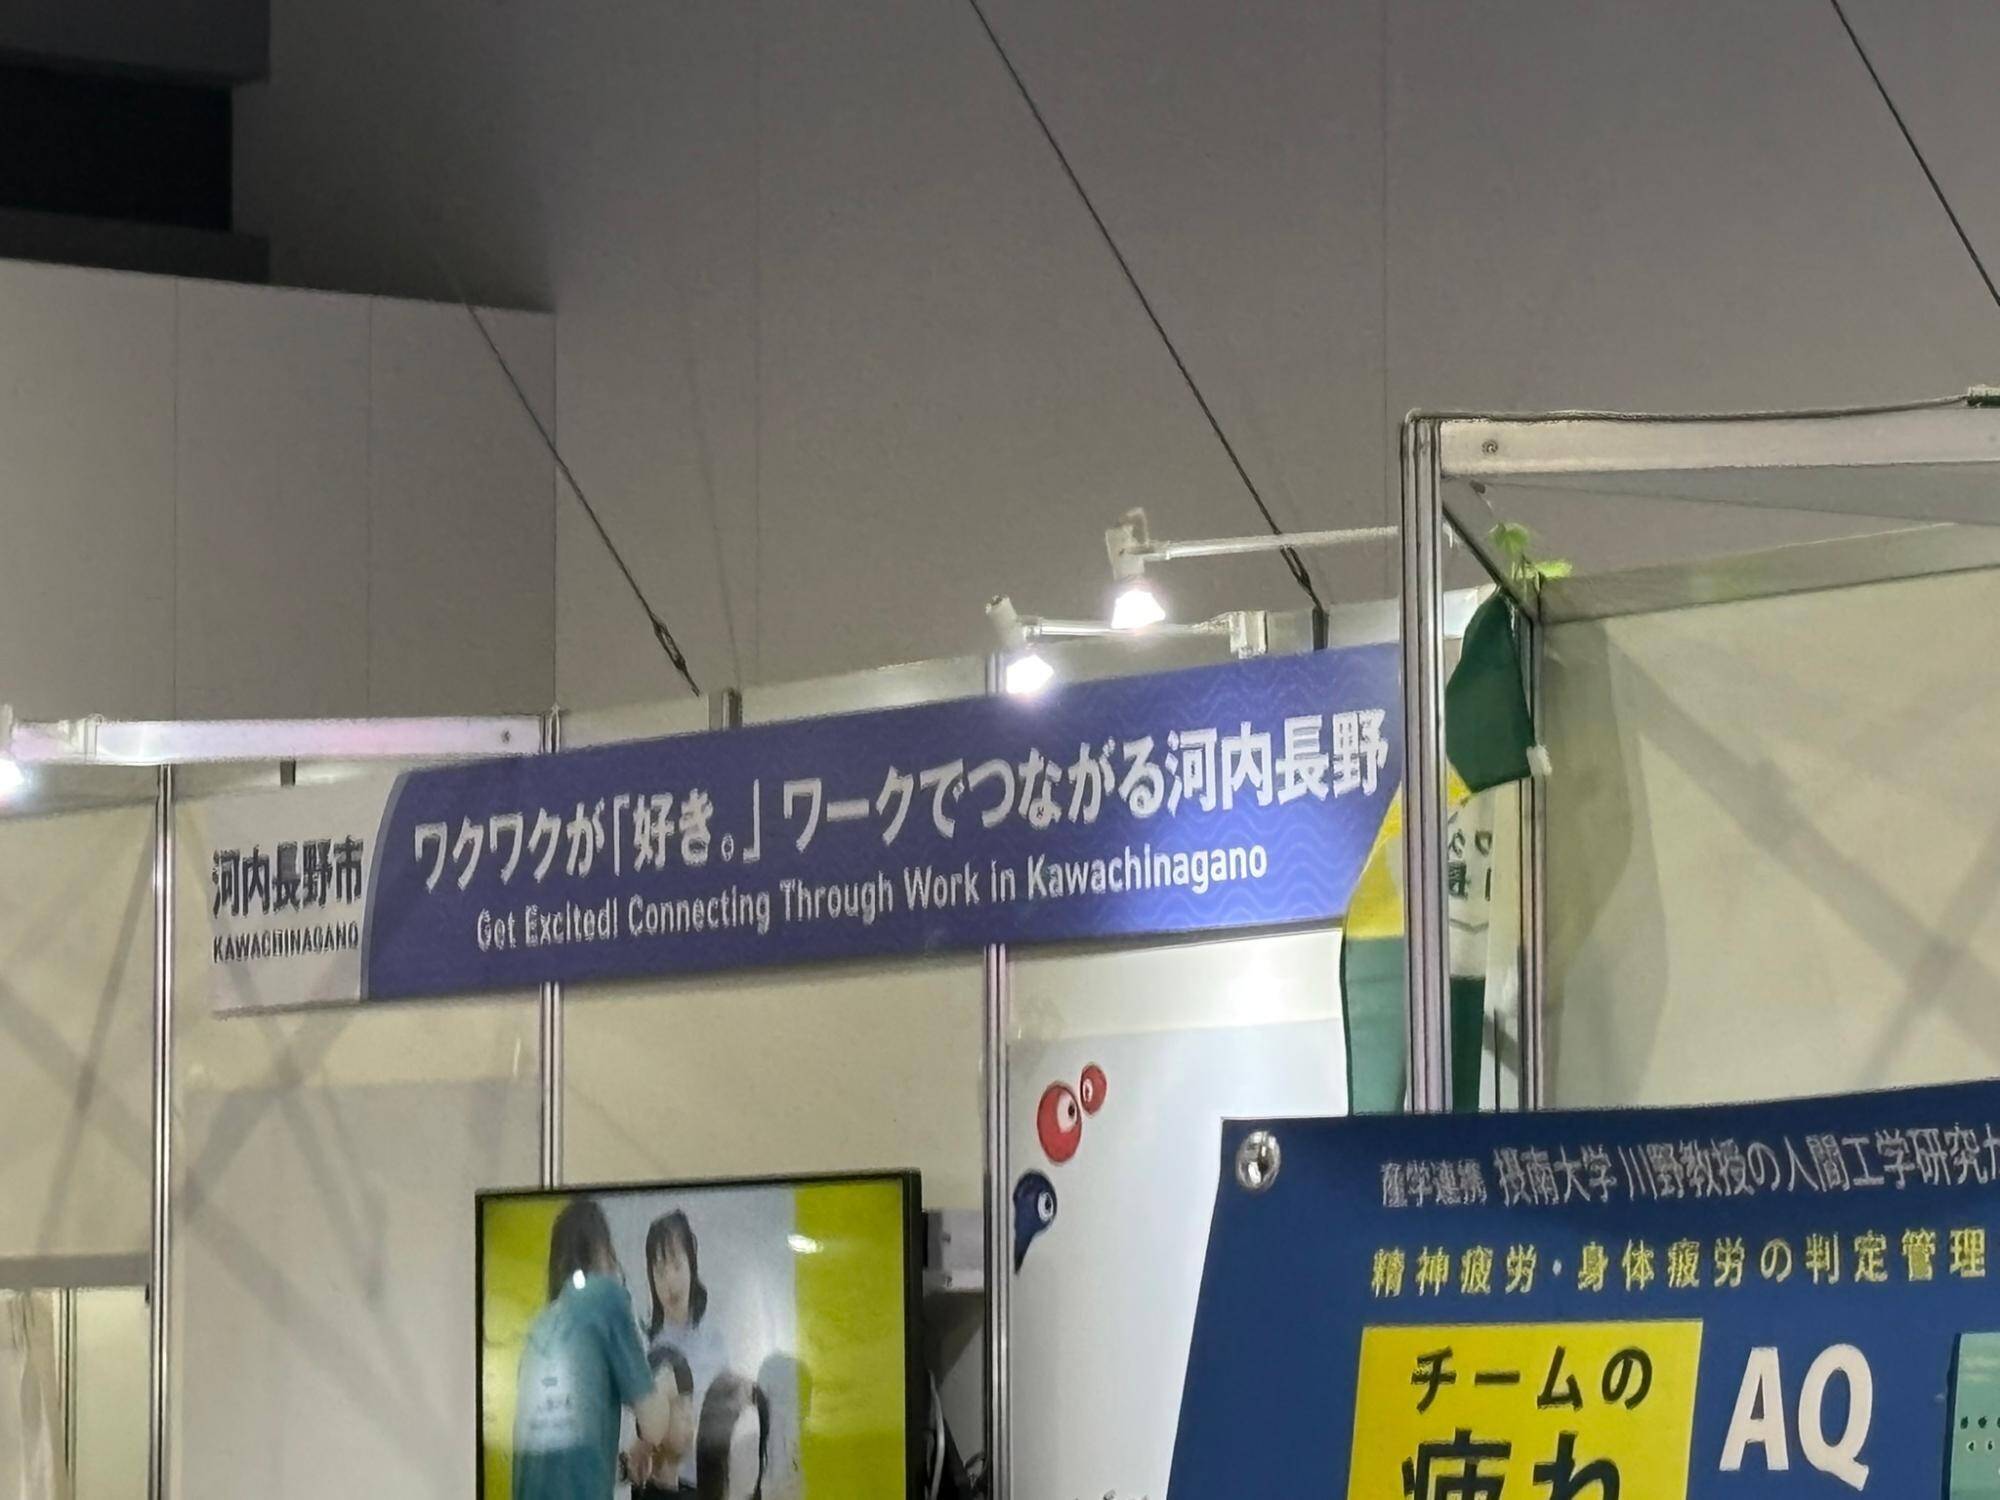 河内長野市
KAWACHINAGANO
ワクワクが「好き。」ワークでつながる河内長野
Get Excited! Connecting Through Work in Kawachinagano
産学連携 摂南大学 川野教授の人間工学研究
精神疲労・身体疲労の判定管理
チームの
疲れ
AQ